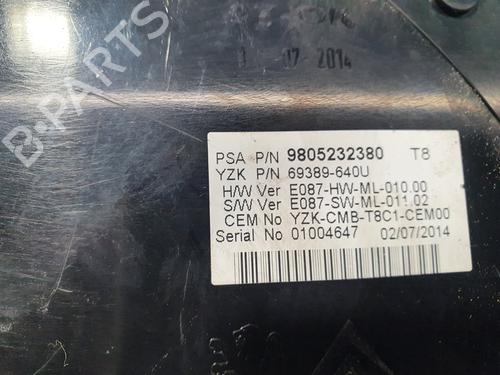 B-PARTS
07-2014
PSA P/N 9805232380 T8
YZK P/N 69389-640U
H/W Ver E087-HW-ML-010.00
S/W Ver E087-SW-ML-011.02
CEM No YZK-CMB-T8C1-CEM00
Serial No 01004647 02/07/2014